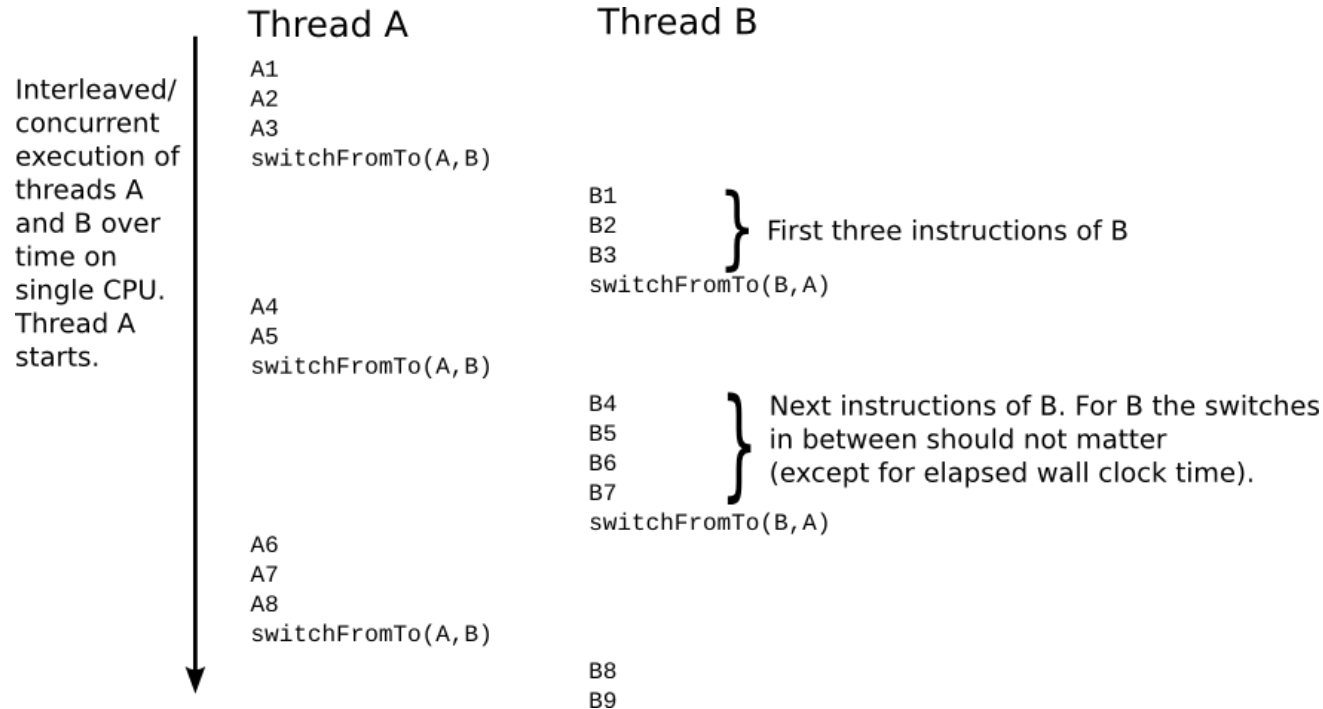 Thread A
Thread B
Interleaved/
concurrent
execution of
threads A
and B over
time on
single CPU.
Thread A
starts.
A1
A2
A3
switchFromTo(A,B)
B1
B2
B3
First three instructions of B
switchFromTo(B,A)
A4
A5
switchFromTo(A,B)
B4
B5
B6
B7
Next instructions of B. For B the switches
in between should not matter
(except for elapsed wall clock time).
switchFromTo(B,A)
A6
A7
A8
switchFromTo(A,B)
B8
B9